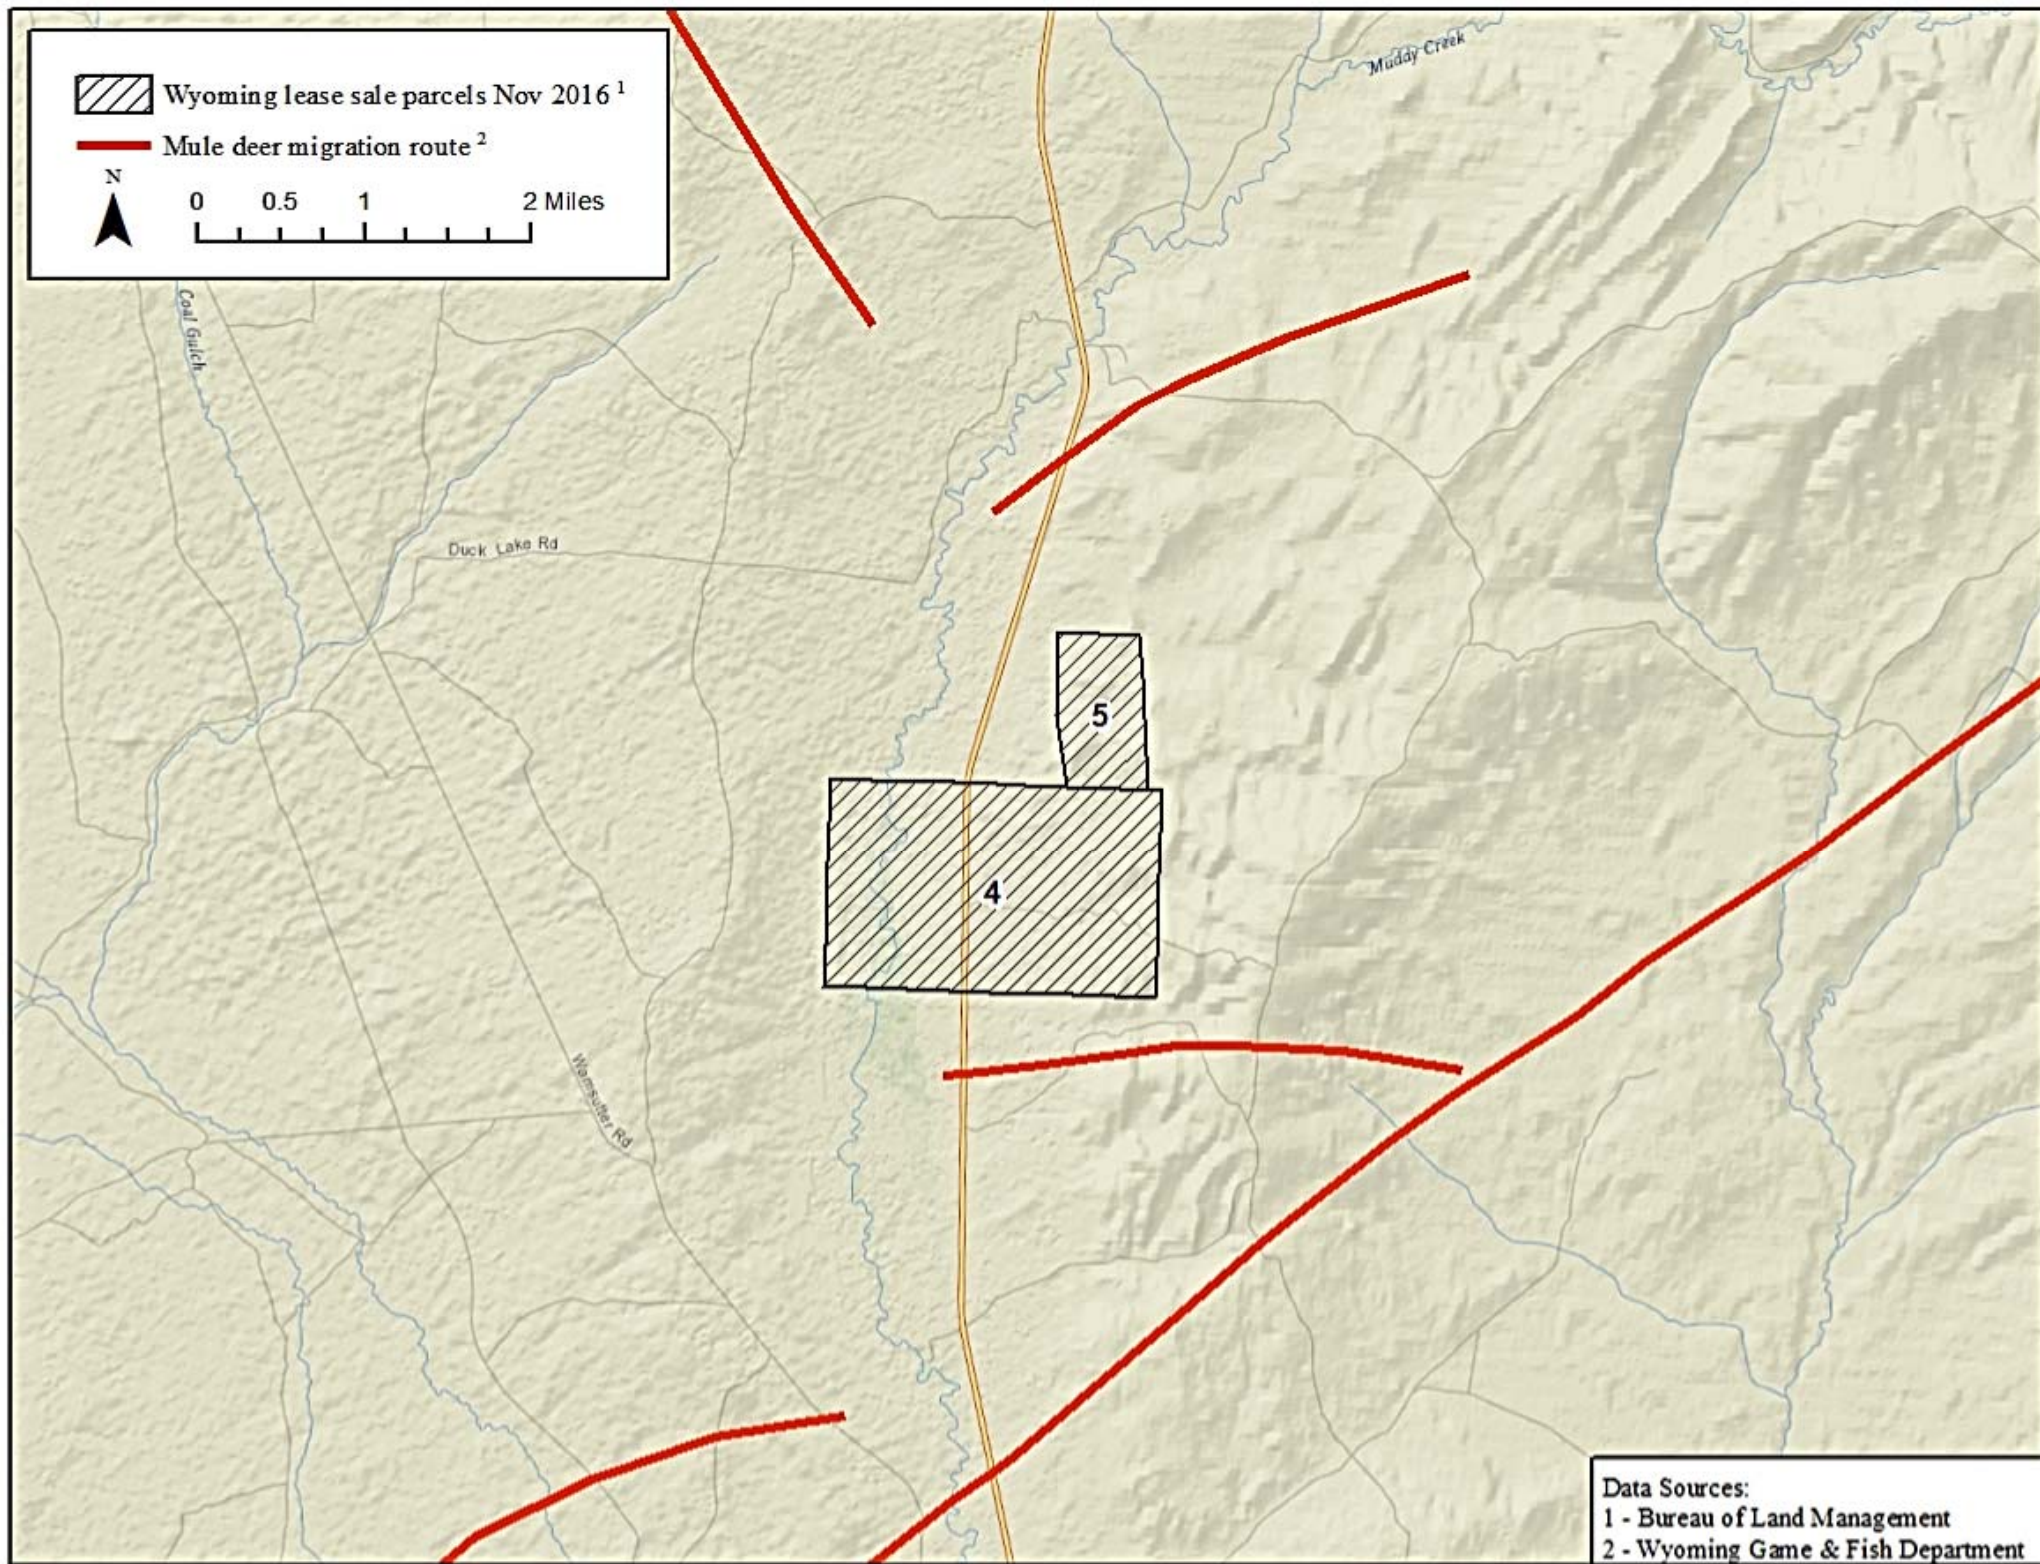 Wyoming lease sale parcels Nov 2016 1
Mule deer migration route 2
N
0 0.5 1 2 Miles
Muddy Creek
Coal Gulch
Duck Lake Rd
5
4
Wamsutter Rd
Data Sources:
1 - Bureau of Land Management
2 - Wyoming Game & Fish Department